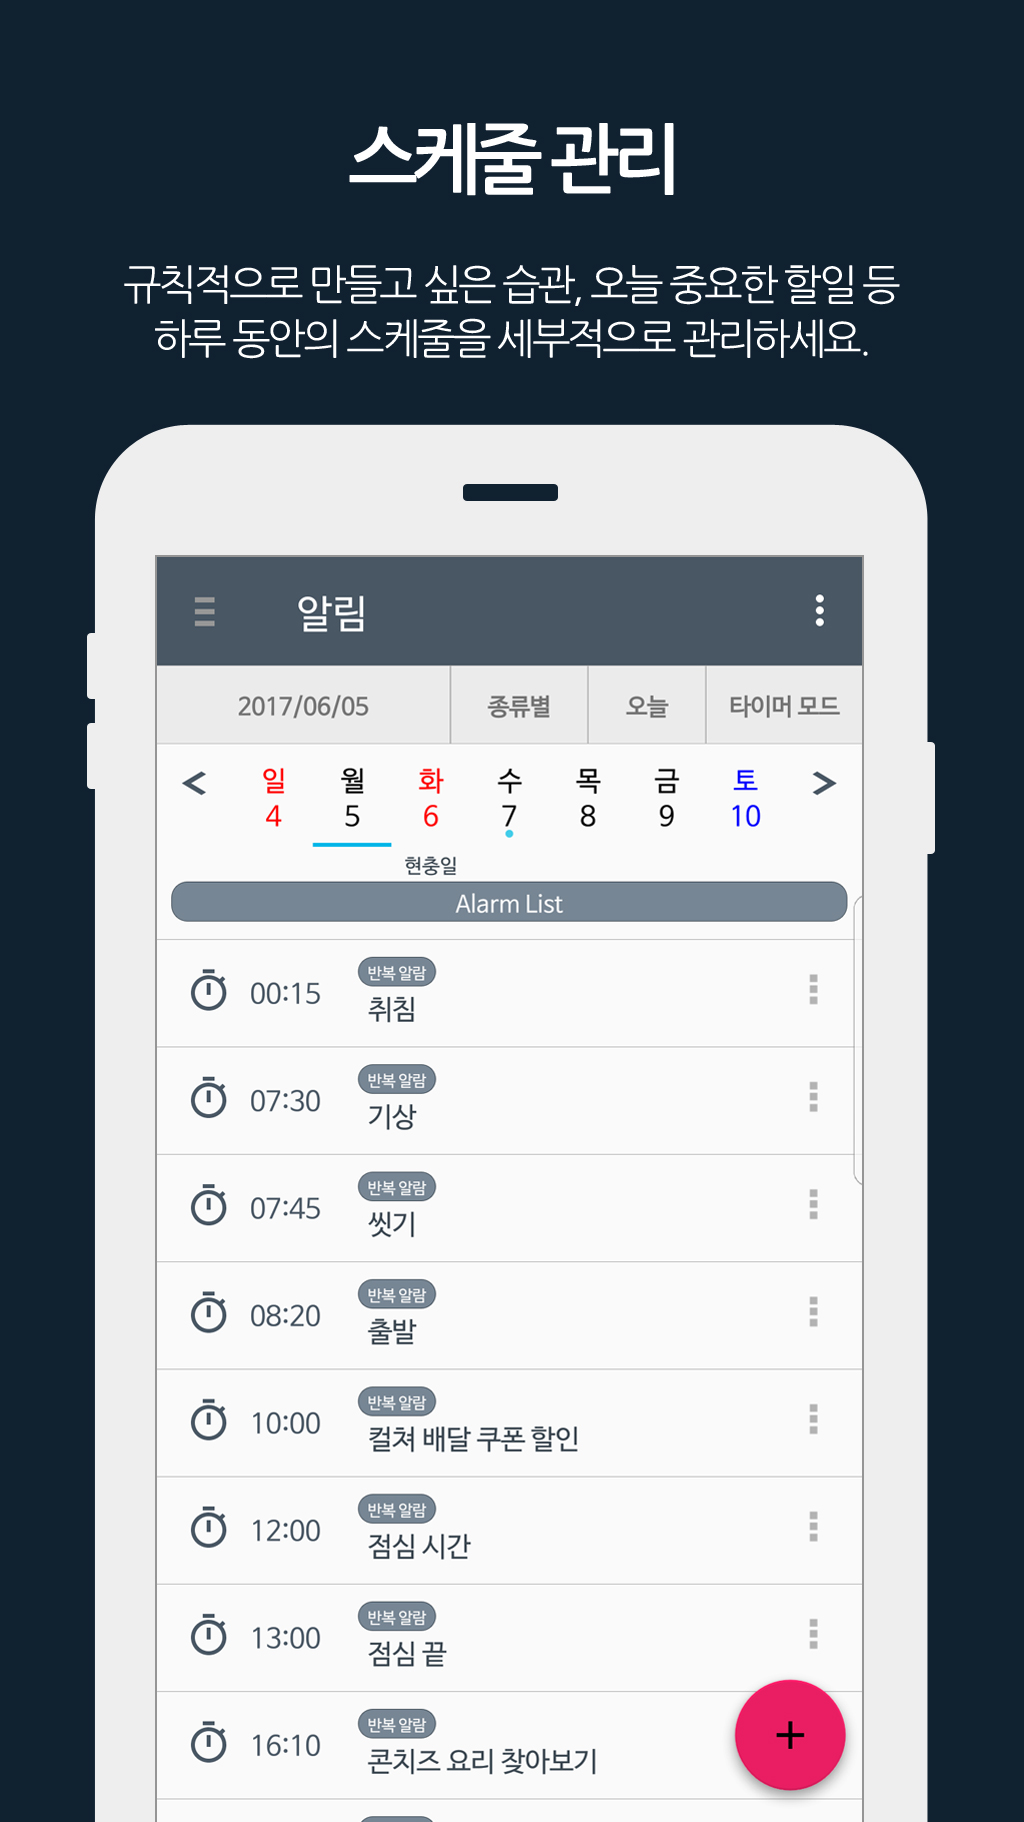 스케줄 관리
규칙적으로 만들고 싶은 습관, 오늘 중요한 할일 등
하루 동안의 스케줄을 세부적으로 관리하세요.
알림
2017/06/05 종류별 오늘 타이머 모드
< 일 월 화 수 목 금 토 >
4 5 6 7 8 9 10
현충일
Alarm List
반복 알람
00:15 취침
반복 알람
07:30 기상
반복 알람
07:45 씻기
반복 알람
08:20 출발
반복 알람
10:00 컬쳐 배달 쿠폰 할인
반복 알람
12:00 점심 시간
반복 알람
13:00 점심 끝
반복 알람
16:10 콘치즈 요리 찾아보기
+